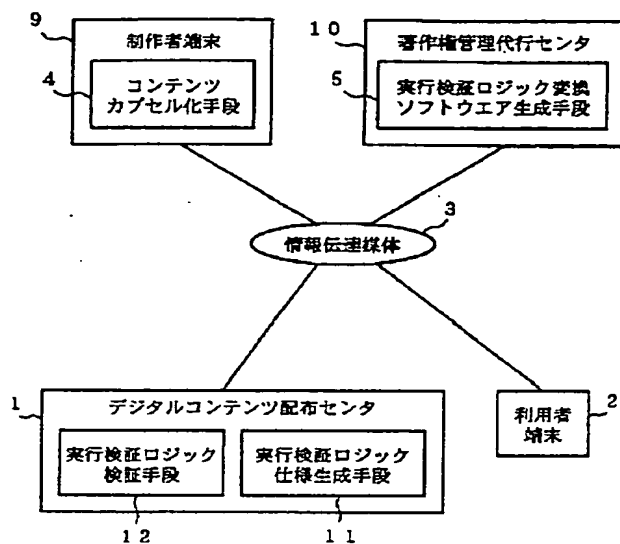 9
制作者端末
4
コンテンツ
カプセル化手段
10
著作権管理代行センタ
5
実行検証ロジック変換
ソフトウエア生成手段
3
情報伝達媒体
1
デジタルコンテンツ配布センタ
実行検証ロジック
検証手段
実行検証ロジック
仕様生成手段
12
11
利用者
端末
2